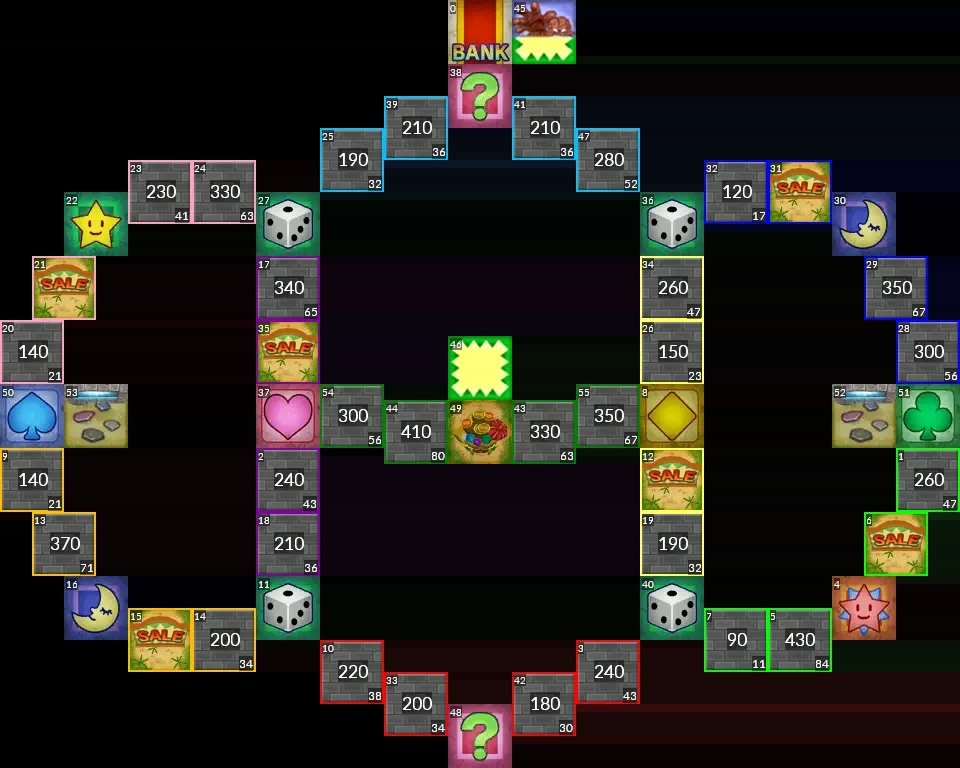 0 45
BANK
38
?
39 210 36
41 210 36
25 190 32
47 280 52
23 230 41
24 330 63
32 120 17
31 SALE
22
27
36
30
21 SALE
17 340 65
34 260 47
29 350 67
20 140 21
35 SALE
46
26 150 23
28 300 56
50
53
37
54 300 56
44 410 80
49
43 330 63
55 350 67
8
52
51
9 140 21
2 240 43
12 SALE
1 260 47
13 370 71
18 210 36
19 190 32
6 SALE
16
15 SALE
14 200 34
11
40
7 90 11
5 430 84
4
10 220 38
33 200 34
48
?
42 180 30
3 240 43